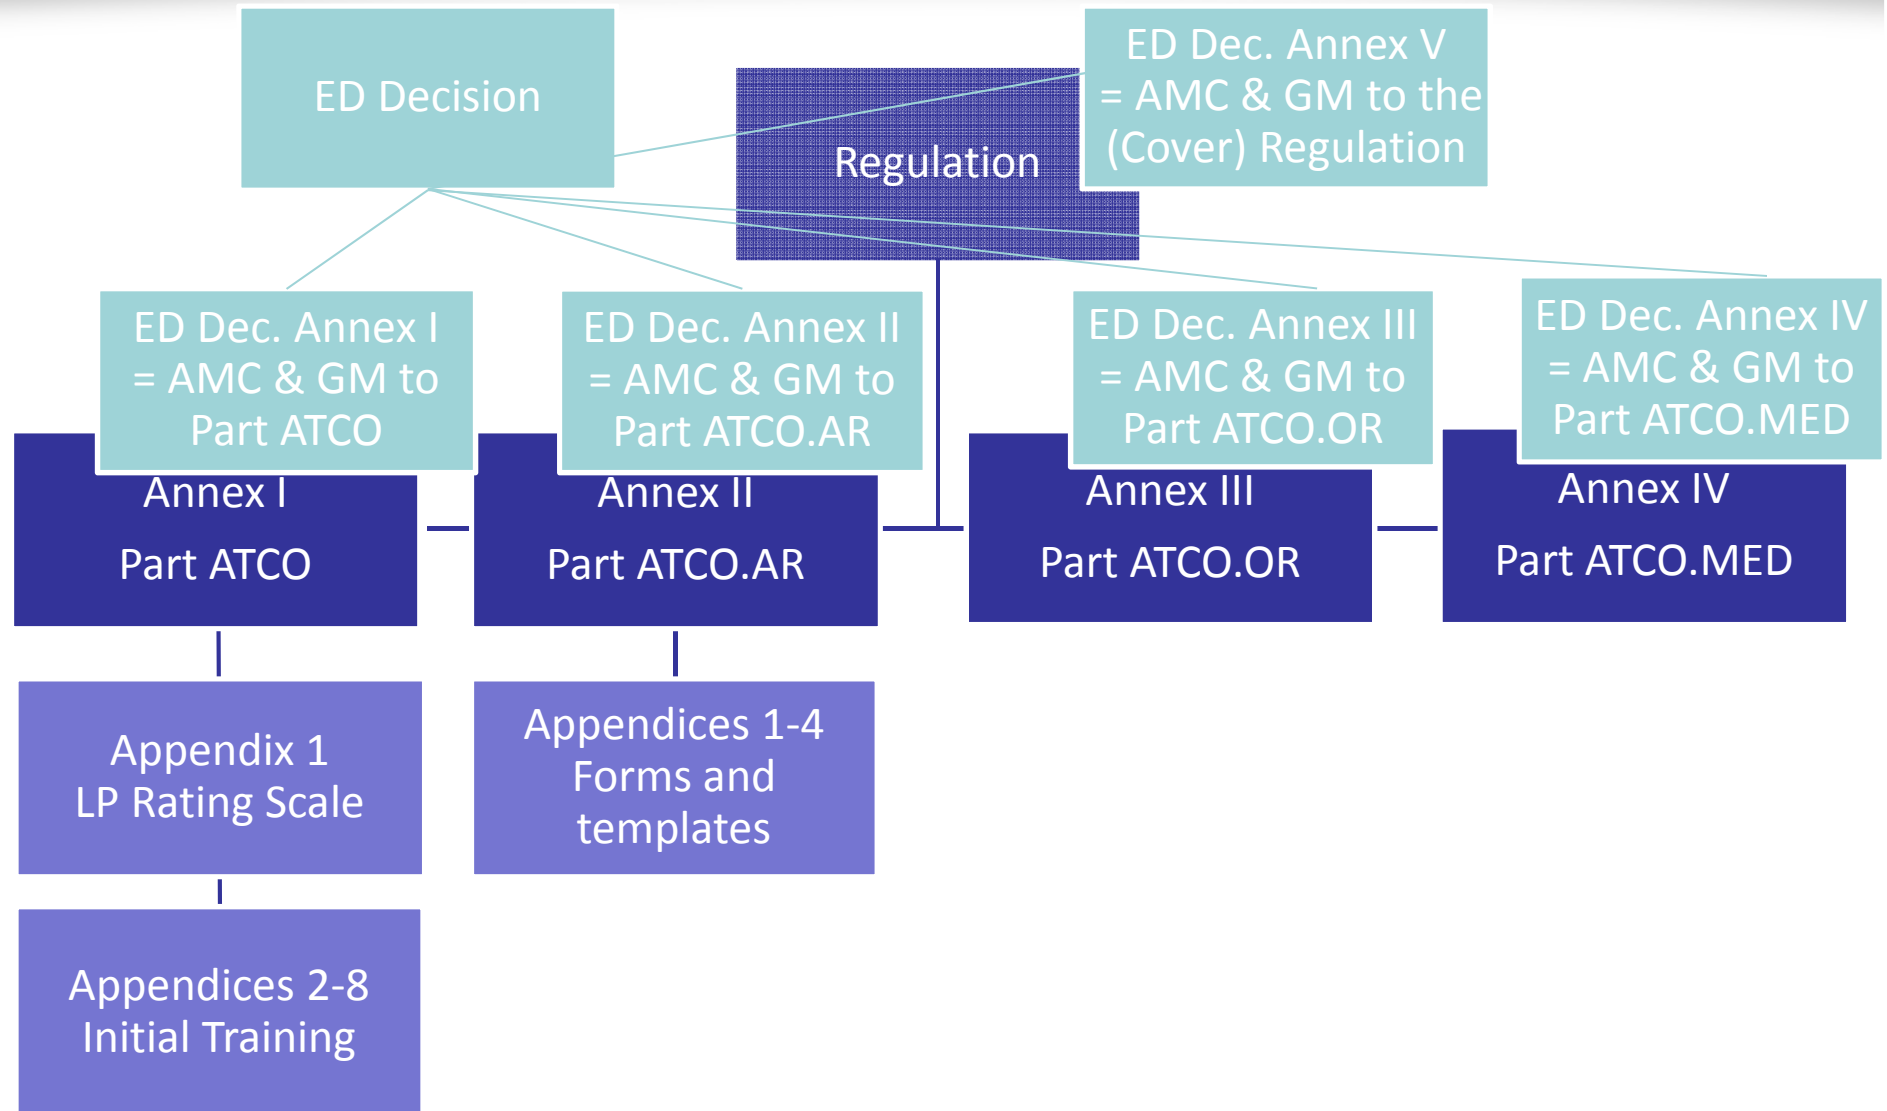 ED Decision
ED Dec. Annex V
= AMC & GM to the
(Cover) Regulation
Regulation
ED Dec. Annex I
= AMC & GM to
Part ATCO
ED Dec. Annex II
= AMC & GM to
Part ATCO.AR
ED Dec. Annex III
= AMC & GM to
Part ATCO.OR
ED Dec. Annex IV
= AMC & GM to
Part ATCO.MED
Annex I
Part ATCO
Annex II
Part ATCO.AR
Annex III
Part ATCO.OR
Annex IV
Part ATCO.MED
Appendix 1
LP Rating Scale
Appendices 1-4
Forms and
templates
Appendices 2-8
Initial Training